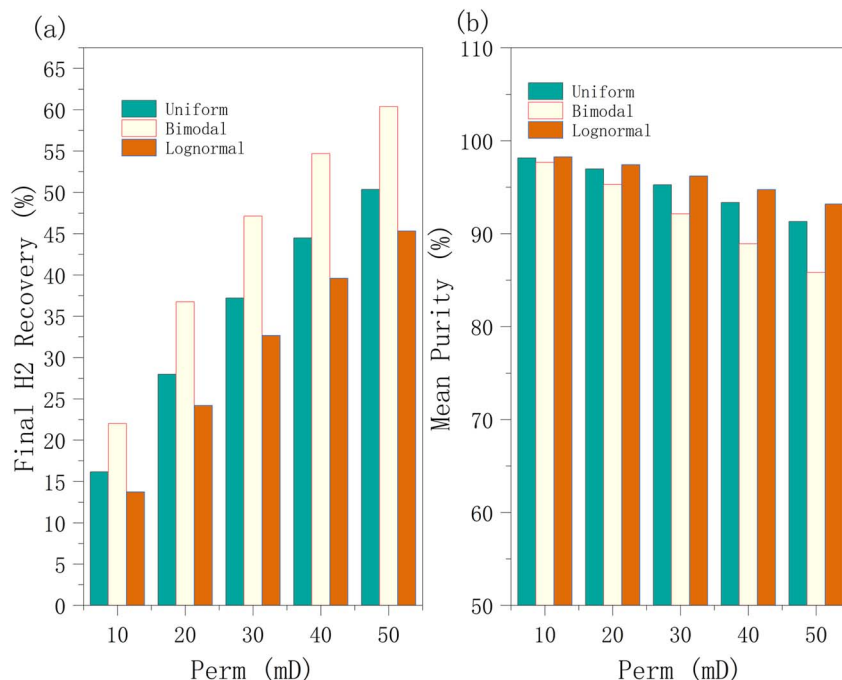 (a)
Final H2 Recovery (%)
65
60
55
50
45
40
35
30
25
20
15
10
5
0
Uniform
Bimodal
Lognormal
10 20 30 40 50
Perm (mD)
(b)
Mean Purity (%)
110
100
90
80
70
60
50
Uniform
Bimodal
Lognormal
10 20 30 40 50
Perm (mD)